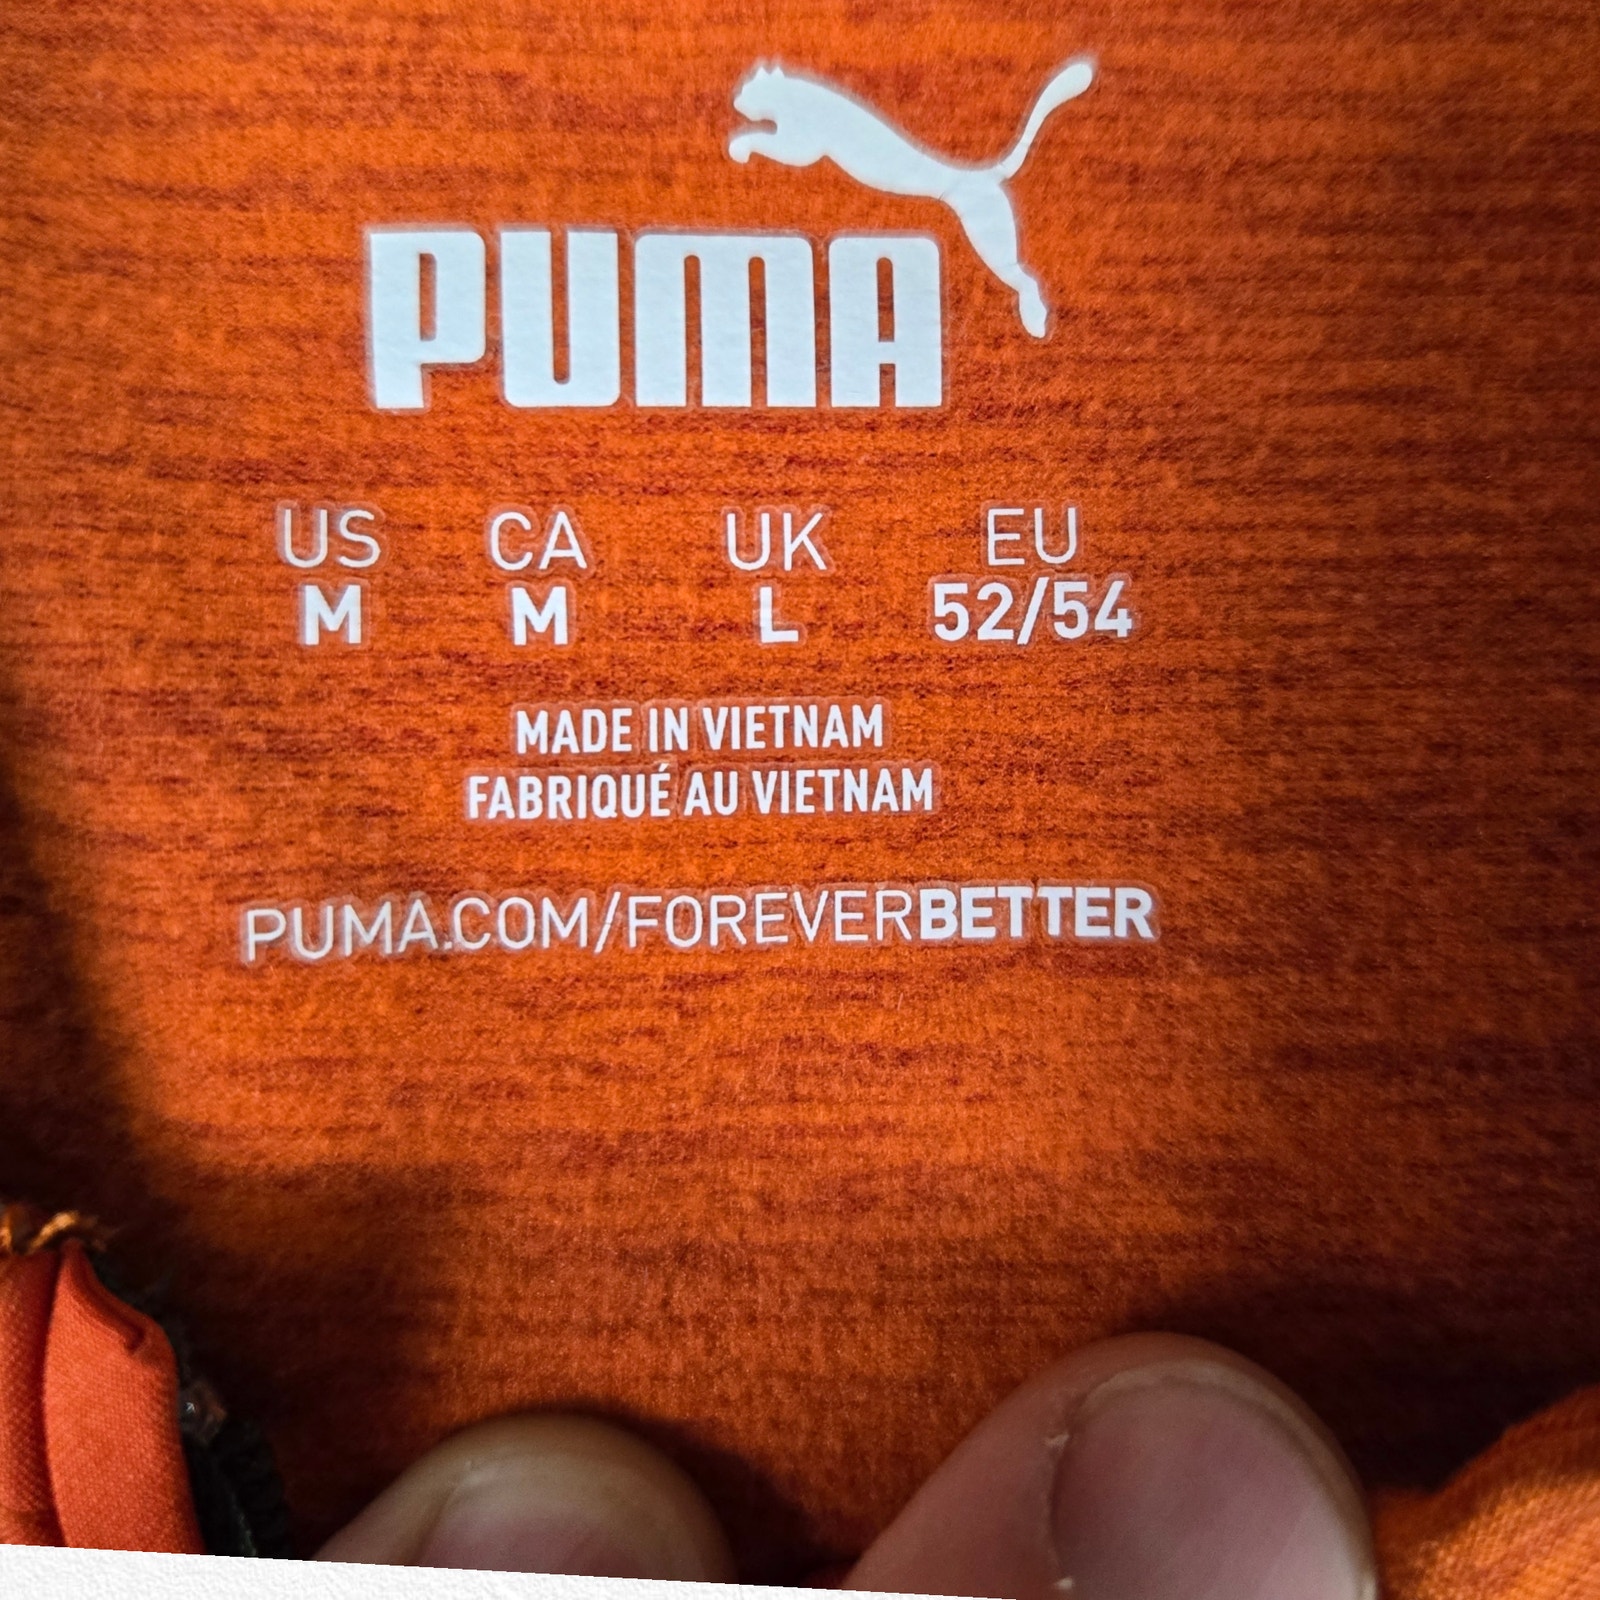 PUMA
US CA UK EU
M M L 52/54
MADE IN VIETNAM
FABRIQUÉ AU VIETNAM
PUMA.COM/FOREVERBETTER